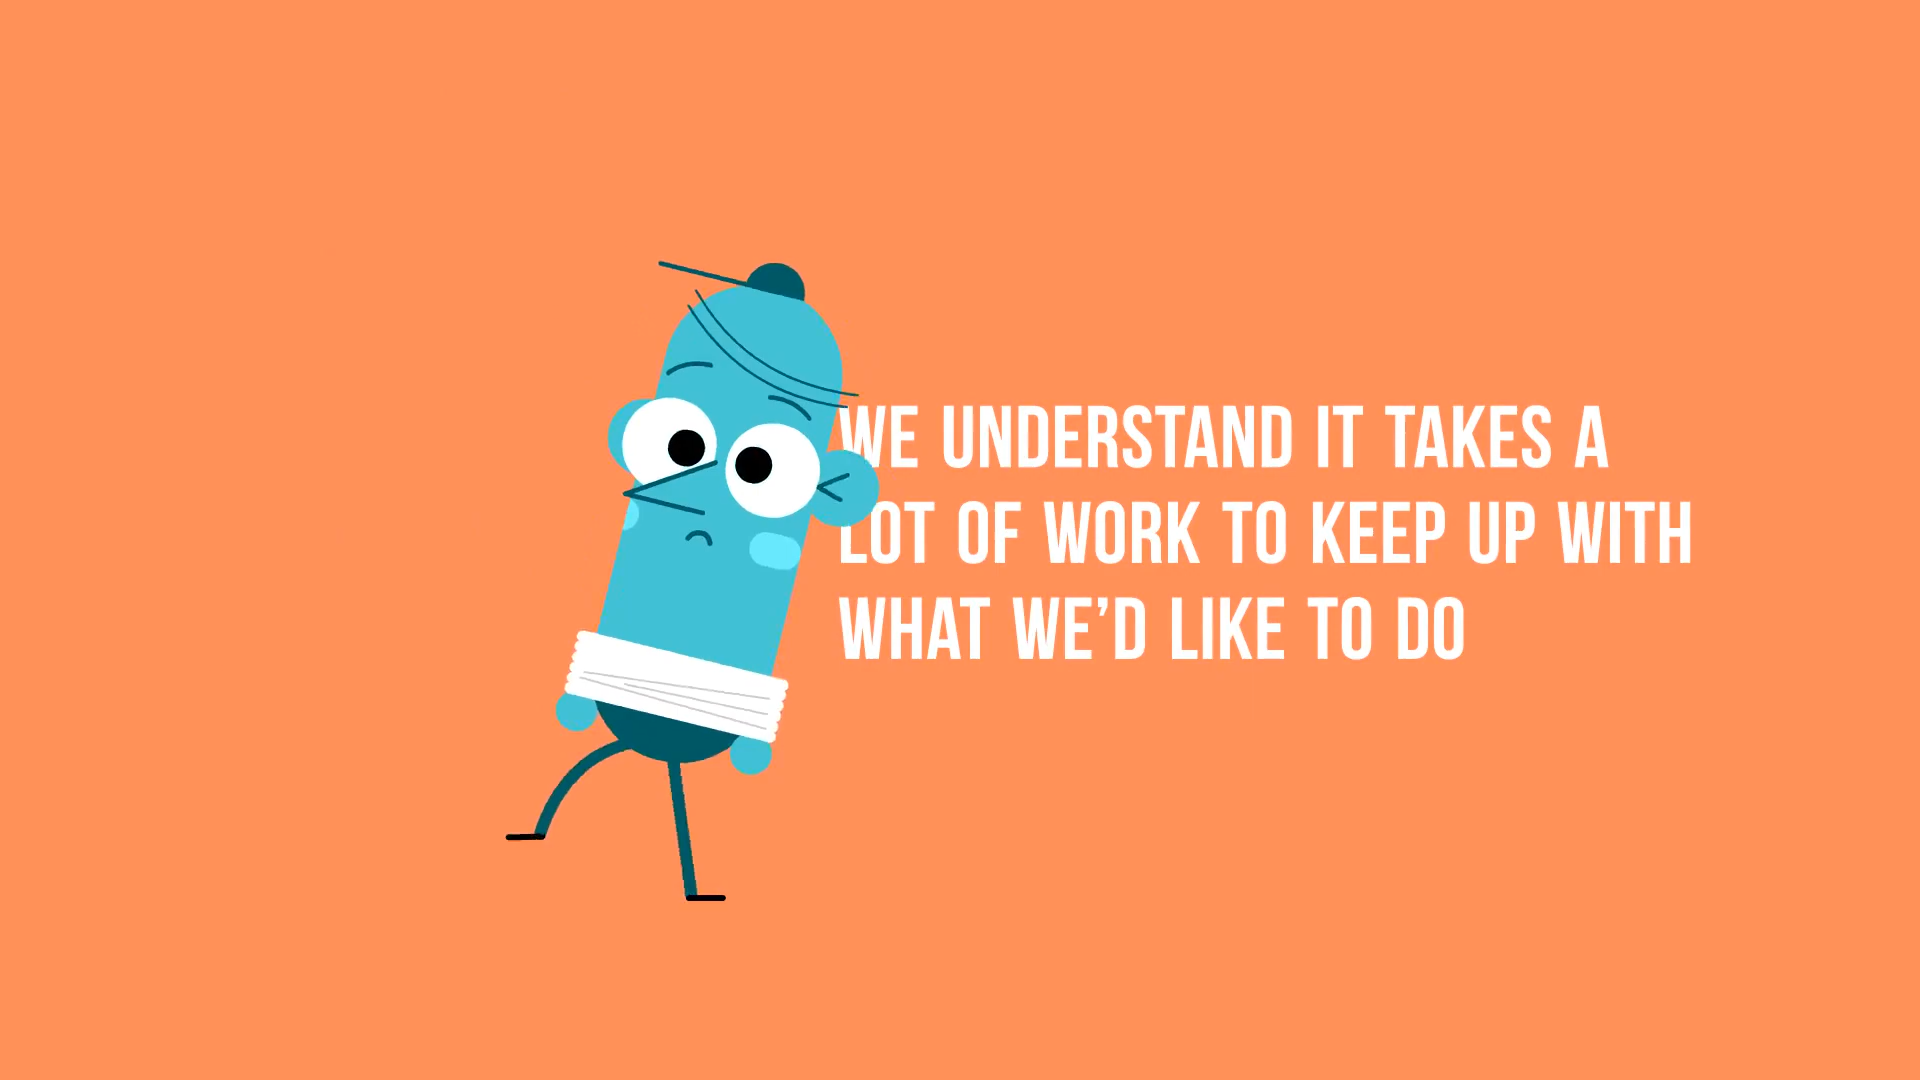 WE UNDERSTAND IT TAKES A
LOT OF WORK TO KEEP UP WITH
WHAT WE’D LIKE TO DO